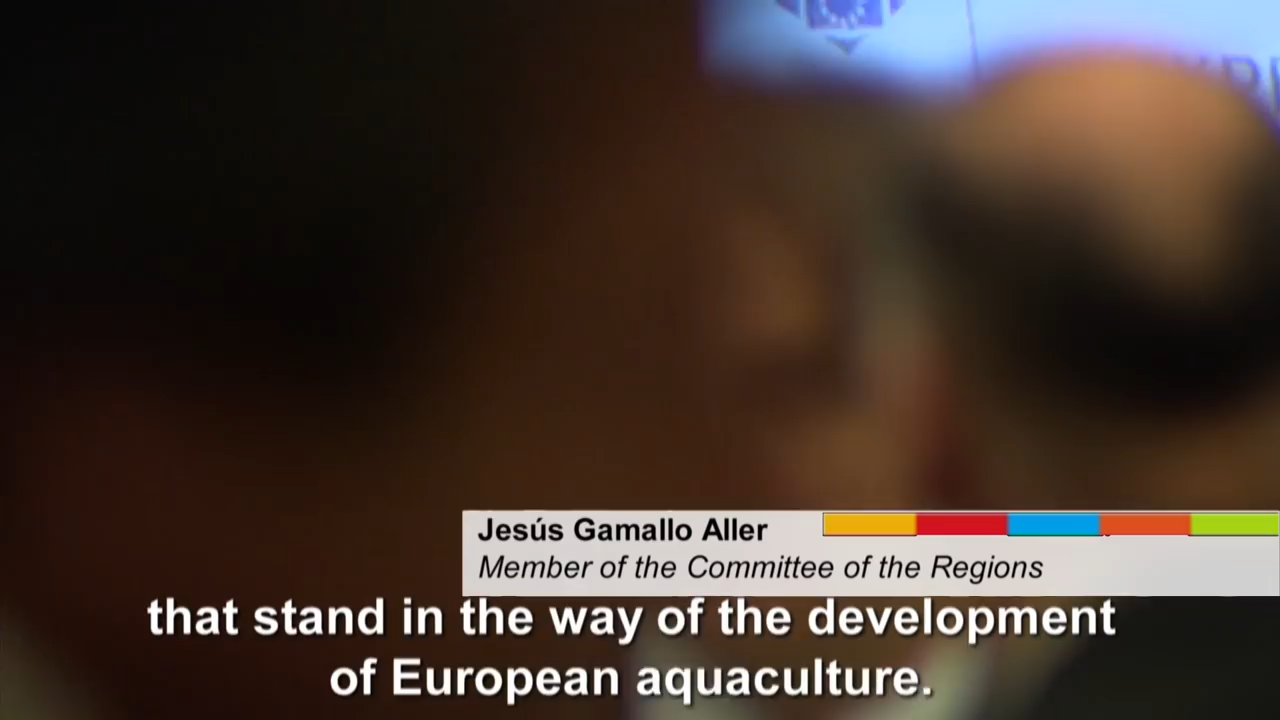 Jesús Gamallo Aller
Member of the Committee of the Regions
that stand in the way of the development
of European aquaculture.